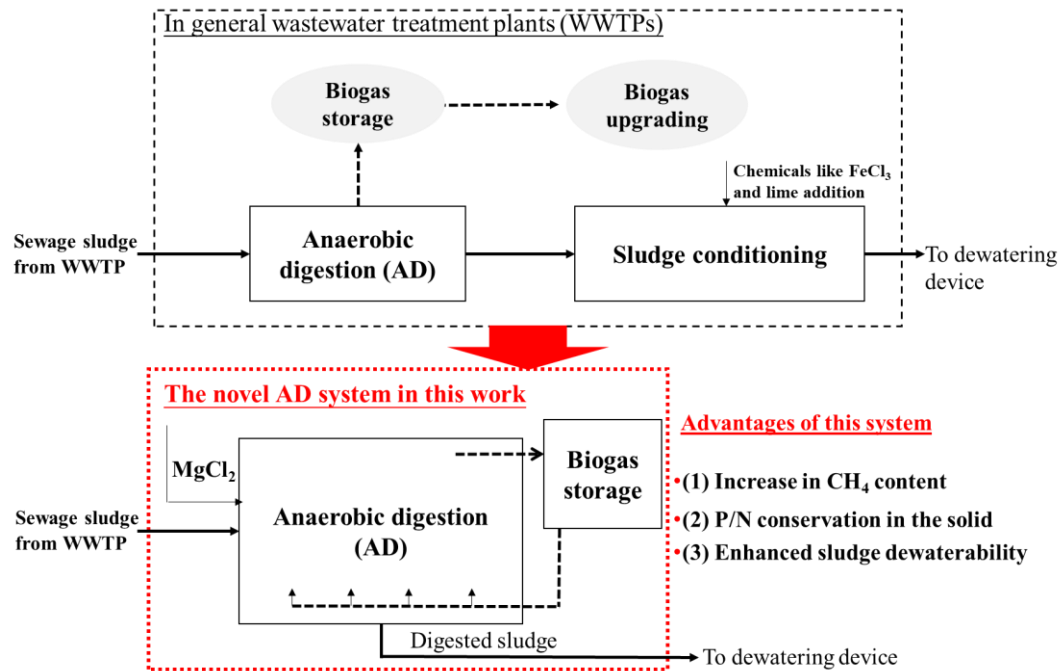 In general wastewater treatment plants (WWTPs)
Biogas
storage
Biogas
upgrading
Chemicals like FeCl₃
and lime addition
Sewage sludge
from WWTP
Anaerobic
digestion (AD)
Sludge conditioning
To dewatering
device
The novel AD system in this work
MgCl₂
Sewage sludge
from WWTP
Anaerobic digestion
(AD)
Biogas
storage
Digested sludge
To dewatering device
Advantages of this system
•(1) Increase in CH₄ content
•(2) P/N conservation in the solid
•(3) Enhanced sludge dewaterability